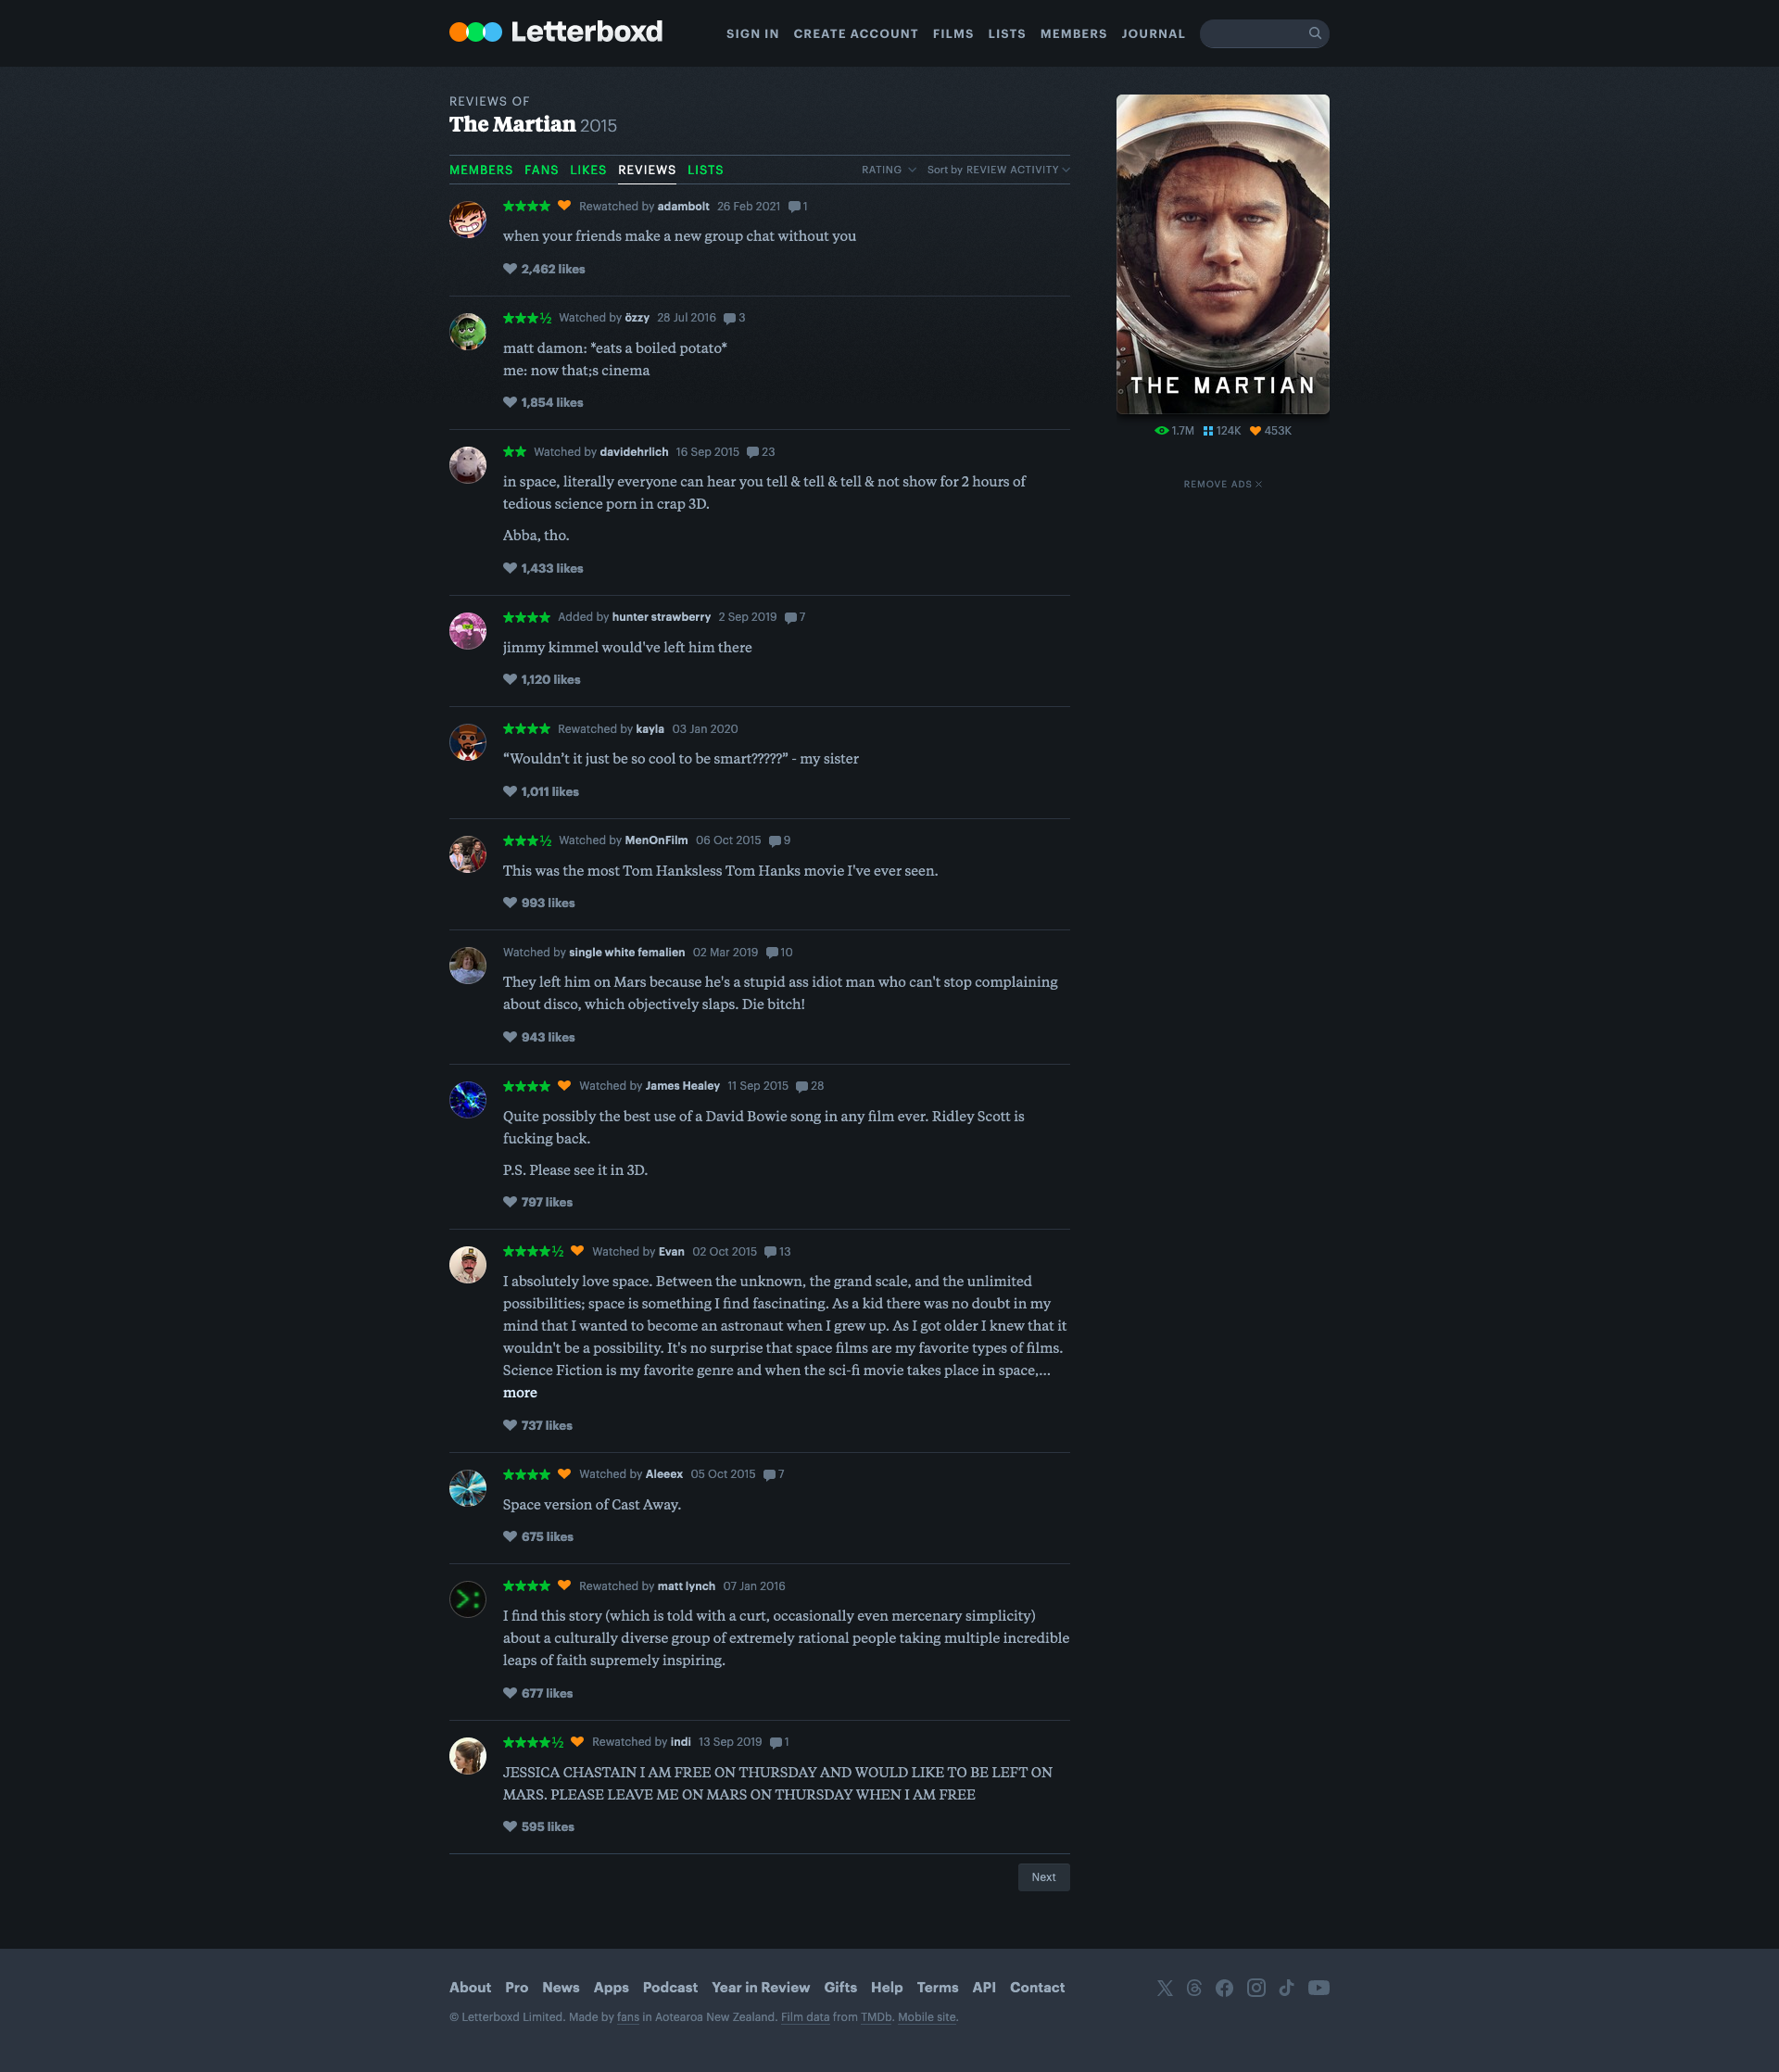 Letterboxd
SIGN IN CREATE ACCOUNT FILMS LISTS MEMBERS JOURNAL
REVIEWS OF
The Martian 2015
MEMBERS FANS LIKES REVIEWS LISTS RATING Sort by REVIEW ACTIVITY
★★★★ Rewatched by adambolt 26 Feb 2021 1
when your friends make a new group chat without you
2,462 likes
★★★½ Watched by özzy 28 Jul 2016 3
matt damon: *eats a boiled potato*
me: now that;s cinema
1,854 likes
★★ Watched by davidehrlich 16 Sep 2015 23
in space, literally everyone can hear you tell & tell & tell & not show for 2 hours of
tedious science porn in crap 3D.
Abba, tho.
1,433 likes
★★★★ Added by hunter strawberry 2 Sep 2019 7
jimmy kimmel would've left him there
1,120 likes
★★★★ Rewatched by kayla 03 Jan 2020
“Wouldn’t it just be so cool to be smart?????” - my sister
1,011 likes
★★★½ Watched by MenOnFilm 06 Oct 2015 9
This was the most Tom Hanksless Tom Hanks movie I've ever seen.
993 likes
Watched by single white femalien 02 Mar 2019 10
They left him on Mars because he's a stupid ass idiot man who can't stop complaining
about disco, which objectively slaps. Die bitch!
943 likes
★★★★ Watched by James Healey 11 Sep 2015 28
Quite possibly the best use of a David Bowie song in any film ever. Ridley Scott is
fucking back.
P.S. Please see it in 3D.
797 likes
★★★★½ Watched by Evan 02 Oct 2015 13
I absolutely love space. Between the unknown, the grand scale, and the unlimited
possibilities; space is something I find fascinating. As a kid there was no doubt in my
mind that I wanted to become an astronaut when I grew up. As I got older I knew that it
wouldn't be a possibility. It's no surprise that space films are my favorite types of films.
Science Fiction is my favorite genre and when the sci-fi movie takes place in space,...
more
737 likes
★★★★ Watched by Aleeex 05 Oct 2015 7
Space version of Cast Away.
675 likes
★★★★ Rewatched by matt lynch 07 Jan 2016
I find this story (which is told with a curt, occasionally even mercenary simplicity)
about a culturally diverse group of extremely rational people taking multiple incredible
leaps of faith supremely inspiring.
677 likes
★★★★½ Rewatched by indi 13 Sep 2019 1
JESSICA CHASTAIN I AM FREE ON THURSDAY AND WOULD LIKE TO BE LEFT ON
MARS. PLEASE LEAVE ME ON MARS ON THURSDAY WHEN I AM FREE
595 likes
Next
THE MARTIAN
1.7M 124K 453K
REMOVE ADS
About Pro News Apps Podcast Year in Review Gifts Help Terms API Contact
© Letterboxd Limited. Made by fans in Aotearoa New Zealand. Film data from TMDb. Mobile site.